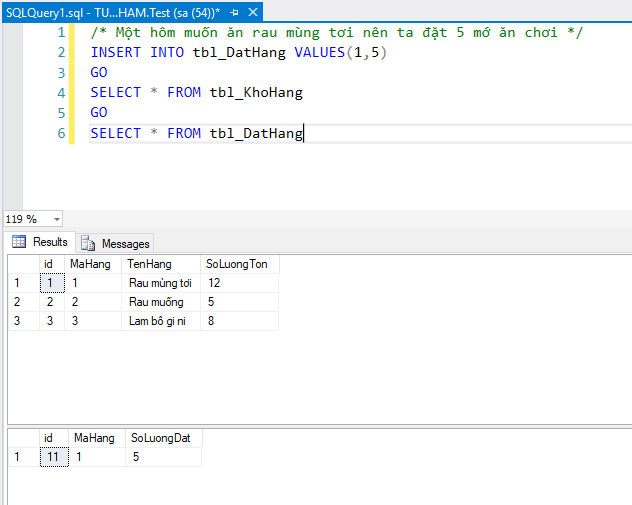 SQLQuery1.sql - TU...HAM.Test (sa (54))*
1 /* Một hôm muốn ăn rau mùng tơi nên ta đặt 5 mớ ăn chơi */
2 INSERT INTO tbl_DatHang VALUES(1,5)
3 GO
4 SELECT * FROM tbl_KhoHang
5 GO
6 SELECT * FROM tbl_DatHang
119 %
Results Messages
id MaHang TenHang SoLuongTon
1 1 1 Rau mùng tơi 12
2 2 2 Rau muống 5
3 3 3 Lam bô gi ni 8
id MaHang SoLuongDat
1 11 1 5